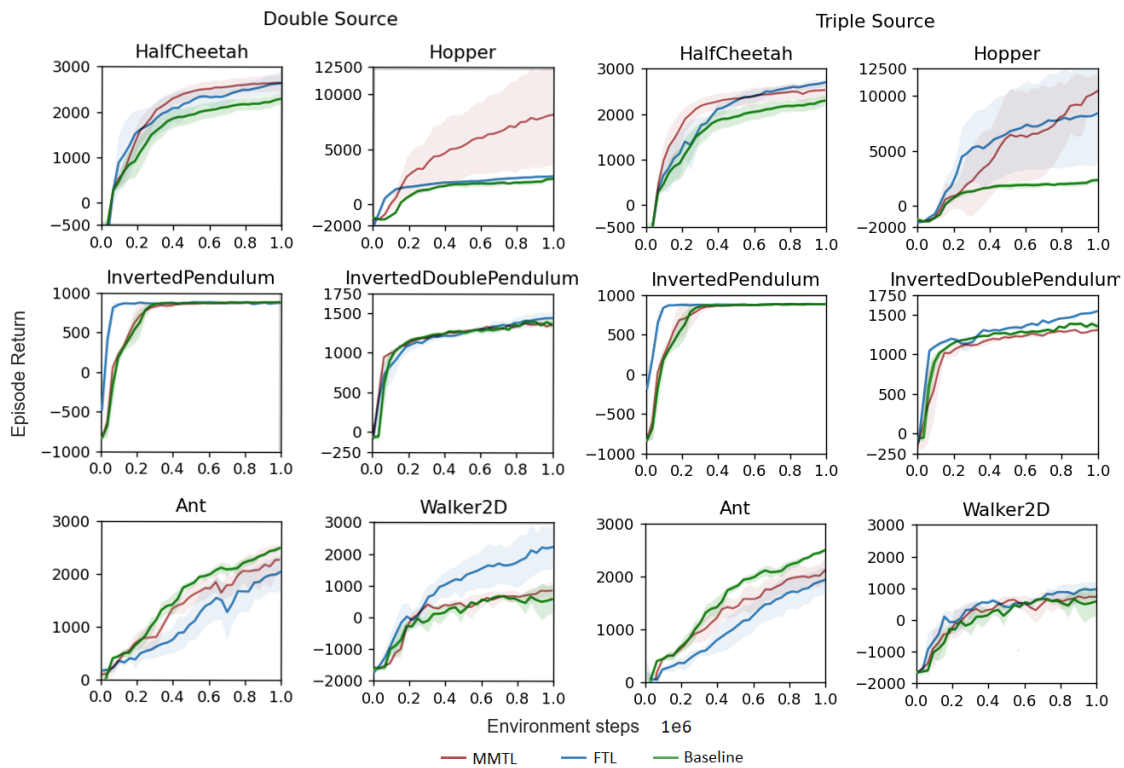 Double Source
Triple Source
HalfCheetah
Hopper
HalfCheetah
Hopper
3000
2000
1000
0
−500
0.0 0.2 0.4 0.6 0.8 1.0
12500
10000
5000
0
−2000
0.0 0.2 0.4 0.6 0.8 1.0
3000
2000
1000
0
−500
0.0 0.2 0.4 0.6 0.8 1.0
12500
10000
5000
0
−2000
0.0 0.2 0.4 0.6 0.8 1.0
InvertedPendulum
InvertedDoublePendulum
InvertedPendulum
InvertedDoublePendulum
1000
500
0
−500
−1000
0.0 0.2 0.4 0.6 0.8 1.0
1750
1500
1000
500
0
−250
0.0 0.2 0.4 0.6 0.8 1.0
1000
500
0
−500
−1000
0.0 0.2 0.4 0.6 0.8 1.0
1750
1500
1000
500
0
−250
0.0 0.2 0.4 0.6 0.8 1.0
Episode Return
Ant
Walker2D
Ant
Walker2D
3000
2000
1000
0
0.0 0.2 0.4 0.6 0.8 1.0
3000
2000
1000
0
−1000
−2000
0.0 0.2 0.4 0.6 0.8 1.0
3000
2000
1000
0
0.0 0.2 0.4 0.6 0.8 1.0
3000
2000
1000
0
−1000
−2000
0.0 0.2 0.4 0.6 0.8 1.0
Environment steps 1e6
MMTL FTL Baseline